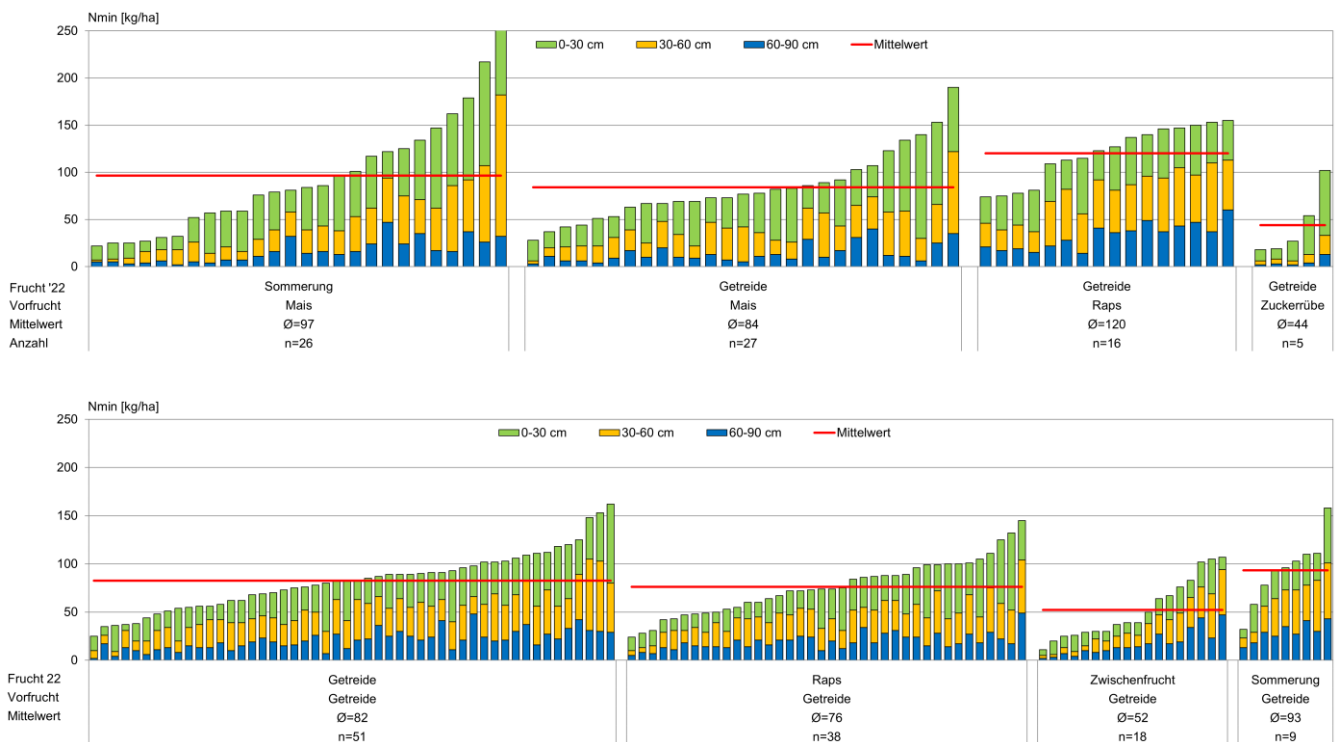 Nmin [kg/ha]
250
0-30 cm 30-60 cm 60-90 cm Mittelwert
200
150
100
50
0
Frucht '22 Sommerung Getreide Getreide Getreide
Vorfrucht Mais Mais Raps Zuckerrübe
Mittelwert Ø=97 Ø=84 Ø=120 Ø=44
Anzahl n=26 n=27 n=16 n=5
Nmin [kg/ha]
250
0-30 cm 30-60 cm 60-90 cm Mittelwert
200
150
100
50
0
Frucht 22 Getreide Raps Zwischenfrucht Sommerung
Vorfrucht Getreide Getreide Getreide Getreide
Mittelwert Ø=82 Ø=76 Ø=52 Ø=93
n=51 n=38 n=18 n=9